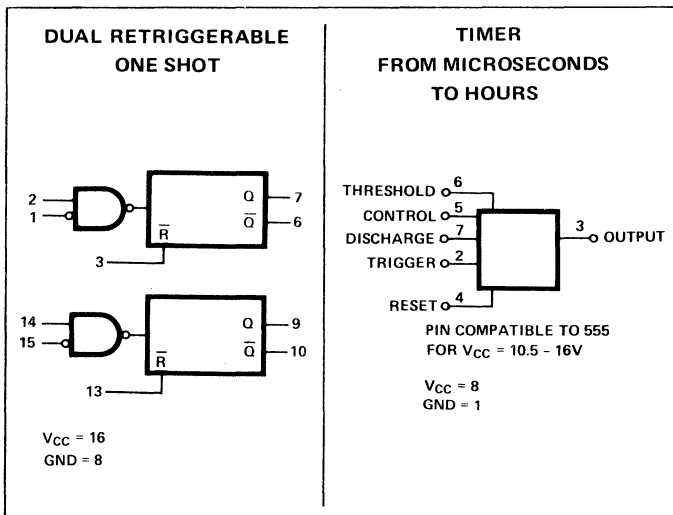 DUAL RETRIGGERABLE
ONE SHOT
2
1
Q
7
Q̅
6
R̅
3
14
15
Q
9
Q̅
10
R̅
13
VCC = 16
GND = 8
TIMER
FROM MICROSECONDS
TO HOURS
THRESHOLD 6
CONTROL 5
DISCHARGE 7
TRIGGER 2
RESET 4
3 OUTPUT
PIN COMPATIBLE TO 555
FOR VCC = 10.5 - 16V
VCC = 8
GND = 1